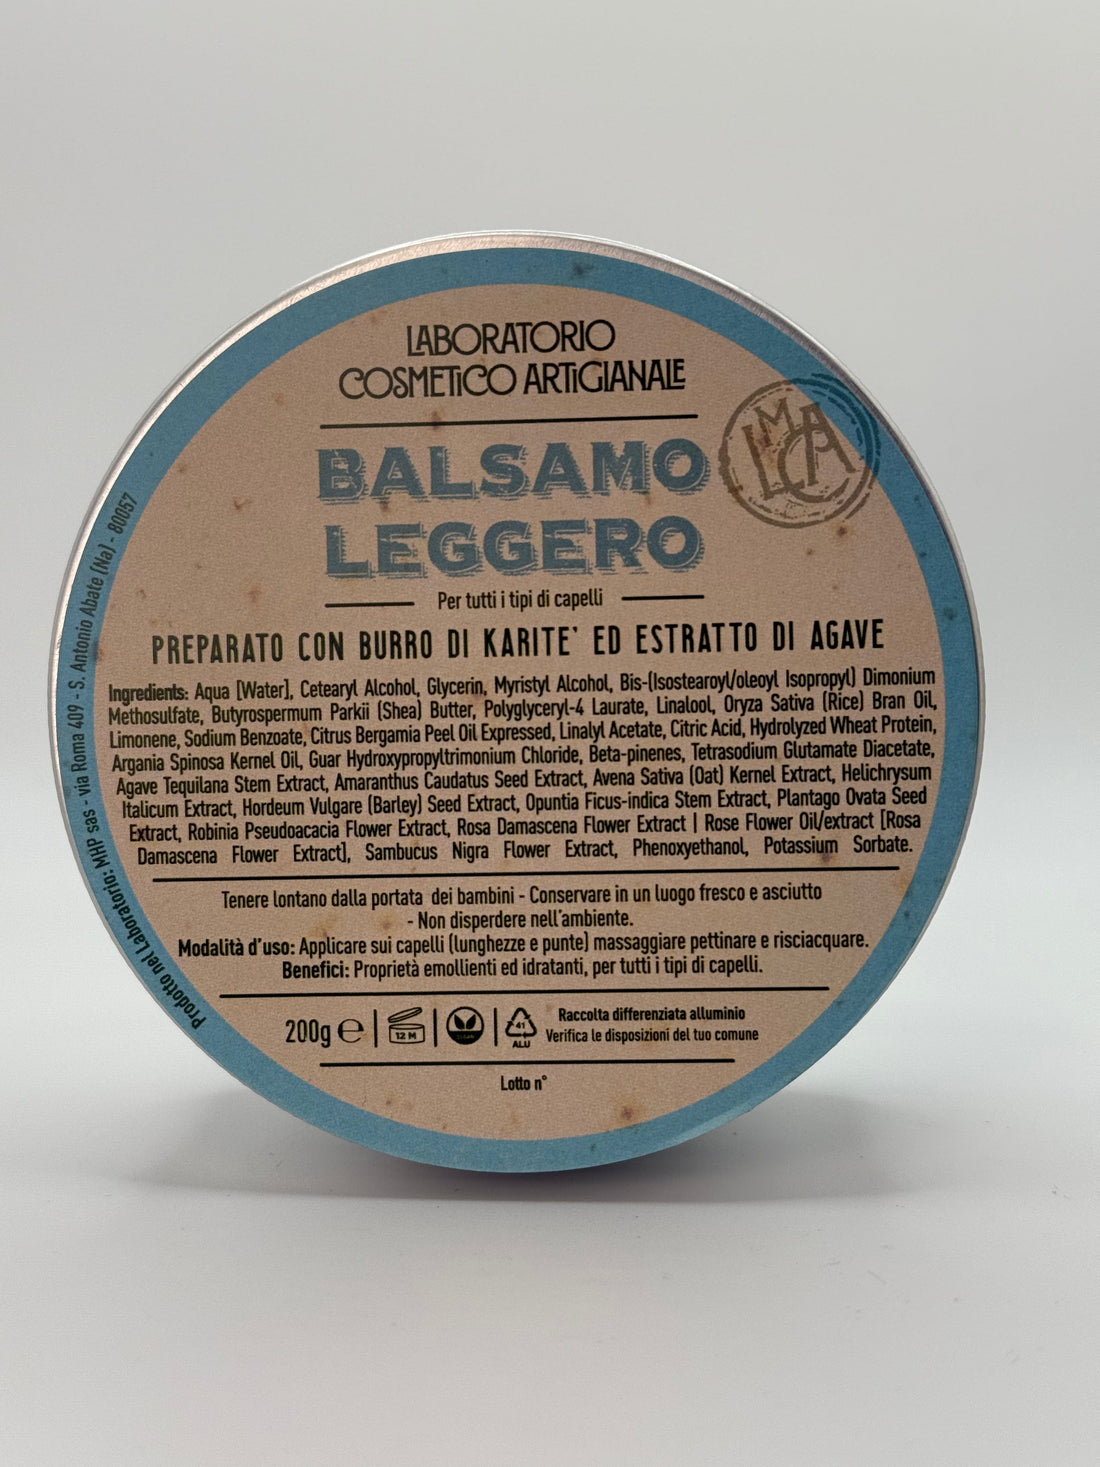 LABORATORIO
COSMETICO ARTIGIANALE
LMCA
BALSAMO
LEGGERO
Per tutti i tipi di capelli
PREPARATO CON BURRO DI KARITE' ED ESTRATTO DI AGAVE
Ingredients: Aqua [Water], Cetearyl Alcohol, Glycerin, Myristyl Alcohol, Bis-(Isostearoyl/oleoyl Isopropyl) Dimonium
Methosulfate, Butyrospermum Parkii (Shea) Butter, Polyglyceryl-4 Laurate, Linalool, Oryza Sativa (Rice) Bran Oil,
Limonene, Sodium Benzoate, Citrus Bergamia Peel Oil Expressed, Linalyl Acetate, Citric Acid, Hydrolyzed Wheat Protein,
Argania Spinosa Kernel Oil, Guar Hydroxypropyltrimonium Chloride, Beta-pinenes, Tetrasodium Glutamate Diacetate,
Agave Tequilana Stem Extract, Amaranthus Caudatus Seed Extract, Avena Sativa (Oat) Kernel Extract, Helichrysum
Italicum Extract, Hordeum Vulgare (Barley) Seed Extract, Opuntia Ficus-indica Stem Extract, Plantago Ovata Seed
Extract, Robinia Pseudoacacia Flower Extract, Rosa Damascena Flower Extract | Rose Flower Oil/extract [Rosa
Damascena Flower Extract], Sambucus Nigra Flower Extract, Phenoxyethanol, Potassium Sorbate.
Tenere lontano dalla portata dei bambini - Conservare in un luogo fresco e asciutto
- Non disperdere nell'ambiente.
Modalità d'uso: Applicare sui capelli (lunghezze e punte) massaggiare pettinare e risciacquare.
Benefici: Proprietà emollienti ed idratanti, per tutti i tipi di capelli.
200g ℮ | 12 M | VEGAN | 41 ALU
Raccolta differenziata alluminio
Verifica le disposizioni del tuo comune
Lotto n°
Prodotto nel Laboratorio: MHP sas - via Roma 409 - S. Antonio Abate (Na) - 80057